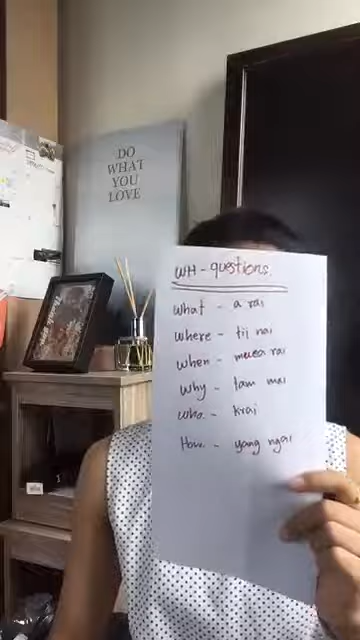 DO
WHAT
YOU
LOVE
WH - questions
What - a rai
Where - tii nai
When - muea rai
Why - tam mai
Who - krai
How - yang ngai